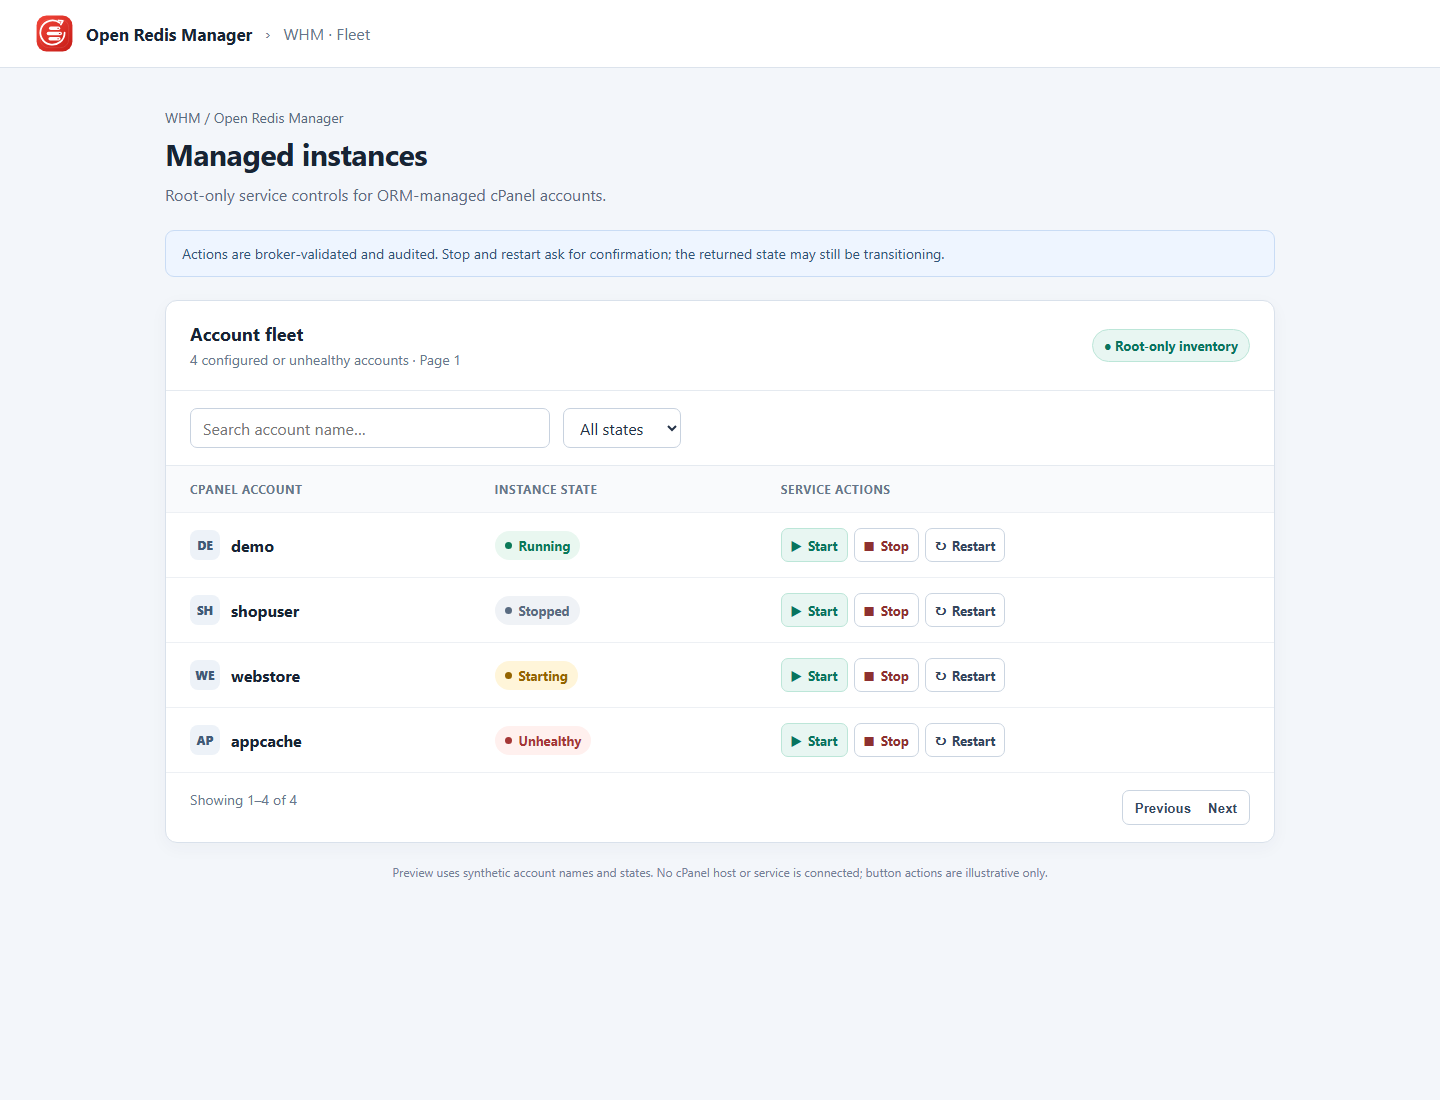 Open Redis Manager › WHM · Fleet
WHM / Open Redis Manager
Managed instances
Root-only service controls for ORM-managed cPanel accounts.
Actions are broker-validated and audited. Stop and restart ask for confirmation; the returned state may still be transitioning.
Account fleet
4 configured or unhealthy accounts · Page 1
● Root-only inventory
Search account name...
All states
CPANEL ACCOUNT INSTANCE STATE SERVICE ACTIONS
DE demo ● Running ▶ Start ■ Stop ↻ Restart
SH shopuser ● Stopped ▶ Start ■ Stop ↻ Restart
WE webstore ● Starting ▶ Start ■ Stop ↻ Restart
AP appcache ● Unhealthy ▶ Start ■ Stop ↻ Restart
Showing 1–4 of 4
Previous Next
Preview uses synthetic account names and states. No cPanel host or service is connected; button actions are illustrative only.